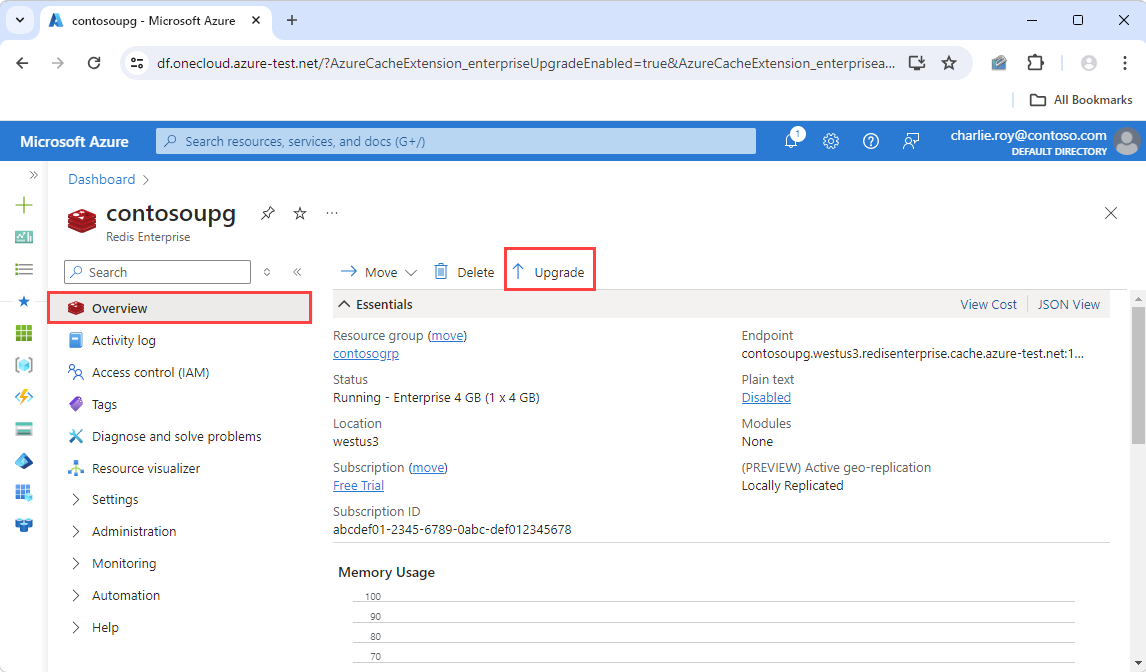 contosoupg - Microsoft Azure
df.onecloud.azure-test.net/?AzureCacheExtension_enterpriseUpgradeEnabled=true&AzureCacheExtension_enterprisea...
All Bookmarks
Microsoft Azure
Search resources, services, and docs (G+/)
1
charlie.roy@contoso.com
DEFAULT DIRECTORY
Dashboard
contosoupg
Redis Enterprise
Search
Move
Delete
Upgrade
Overview
Activity log
Access control (IAM)
Tags
Diagnose and solve problems
Resource visualizer
Settings
Administration
Monitoring
Automation
Help
Essentials
View Cost
JSON View
Resource group (move)
contosogrp
Status
Running - Enterprise 4 GB (1 x 4 GB)
Location
westus3
Subscription (move)
Free Trial
Subscription ID
abcdef01-2345-6789-0abc-def012345678
Endpoint
contosoupg.westus3.redisenterprise.cache.azure-test.net:1...
Plain text
Disabled
Modules
None
(PREVIEW) Active geo-replication
Locally Replicated
Memory Usage
100
90
80
70